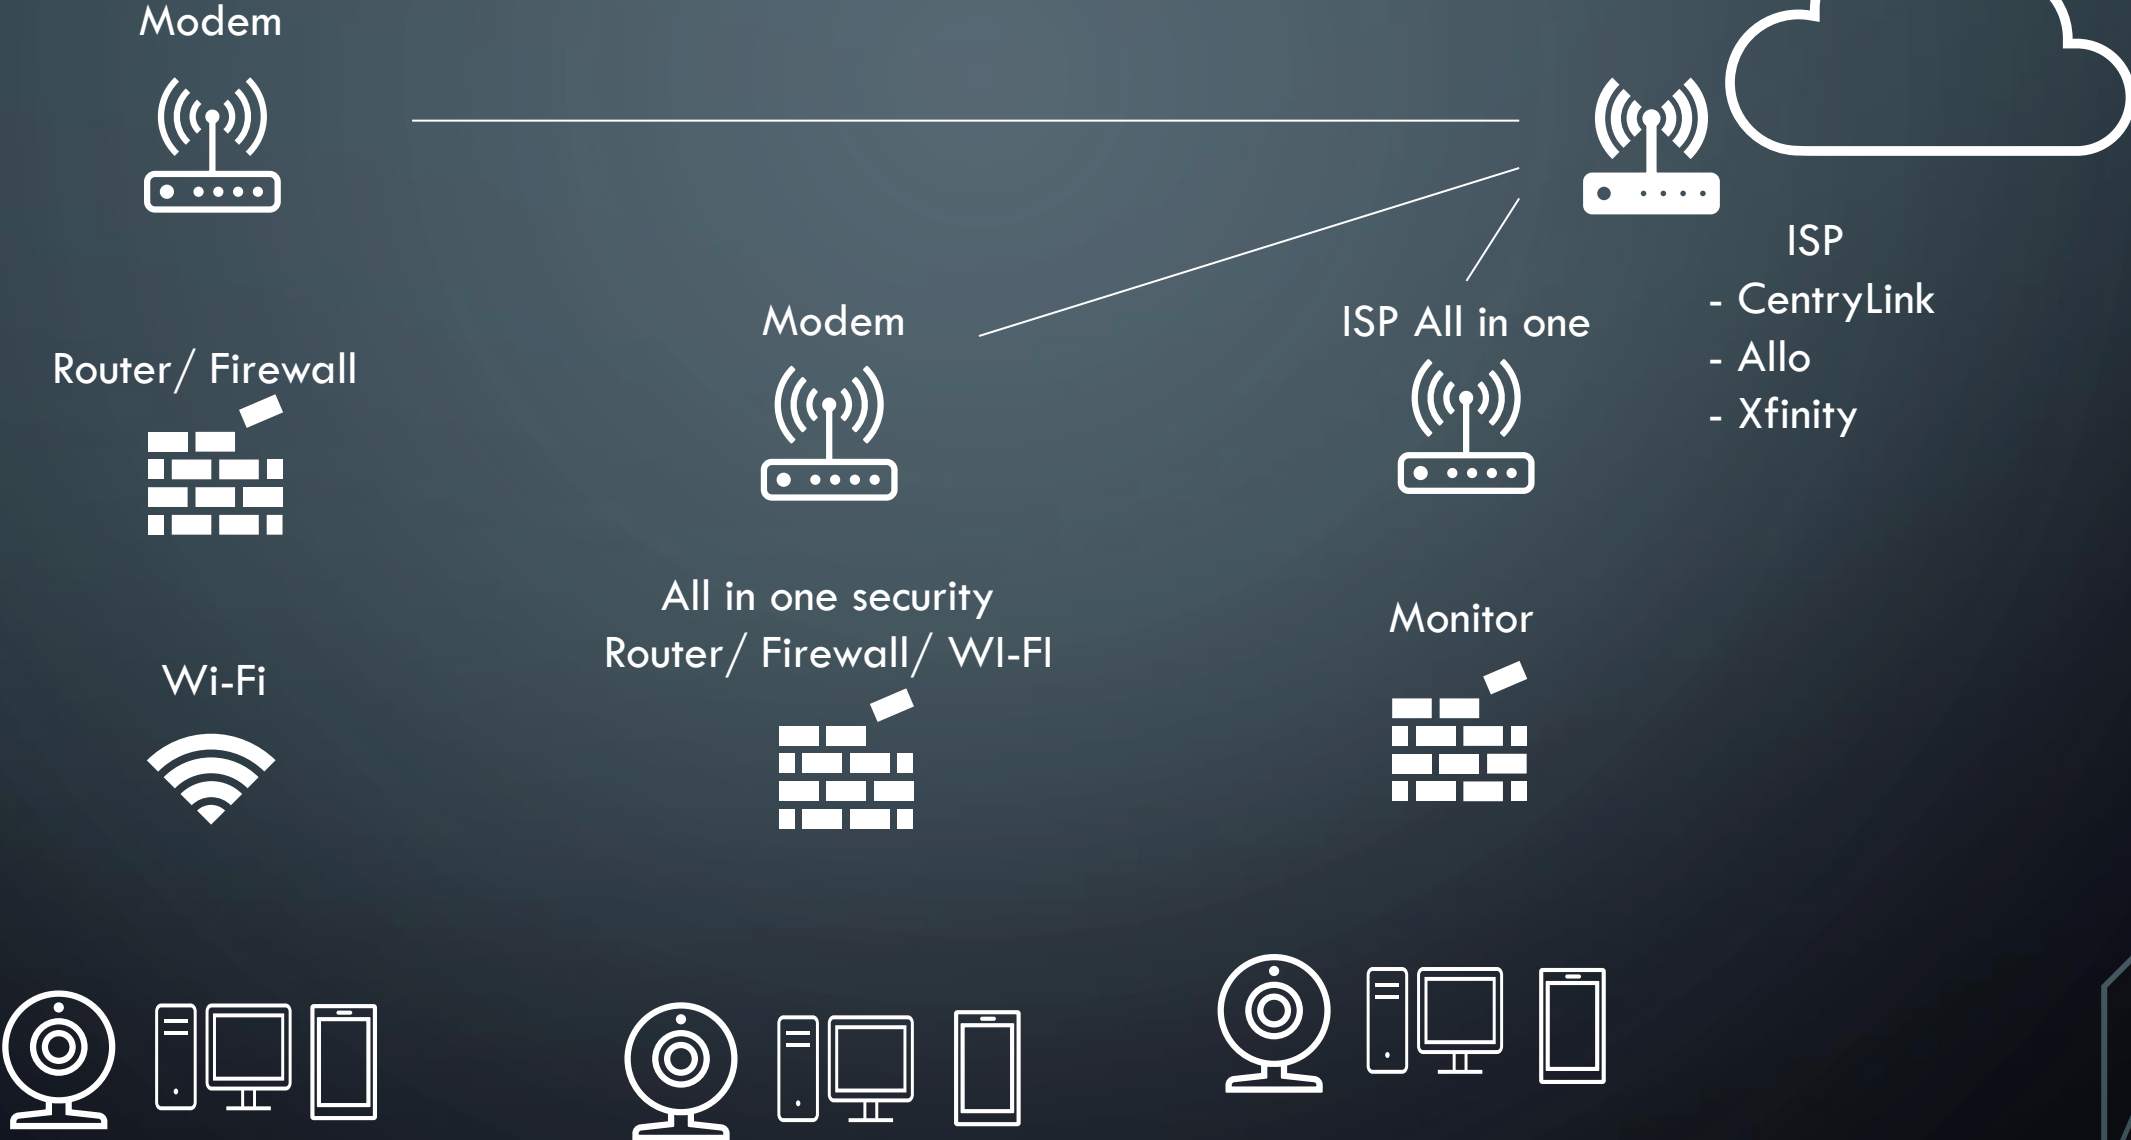 Modem
Router/ Firewall
Wi-Fi
Modem
All in one security
Router/ Firewall/ WI-FI
ISP All in one
Monitor
ISP
- CentryLink
- Allo
- Xfinity